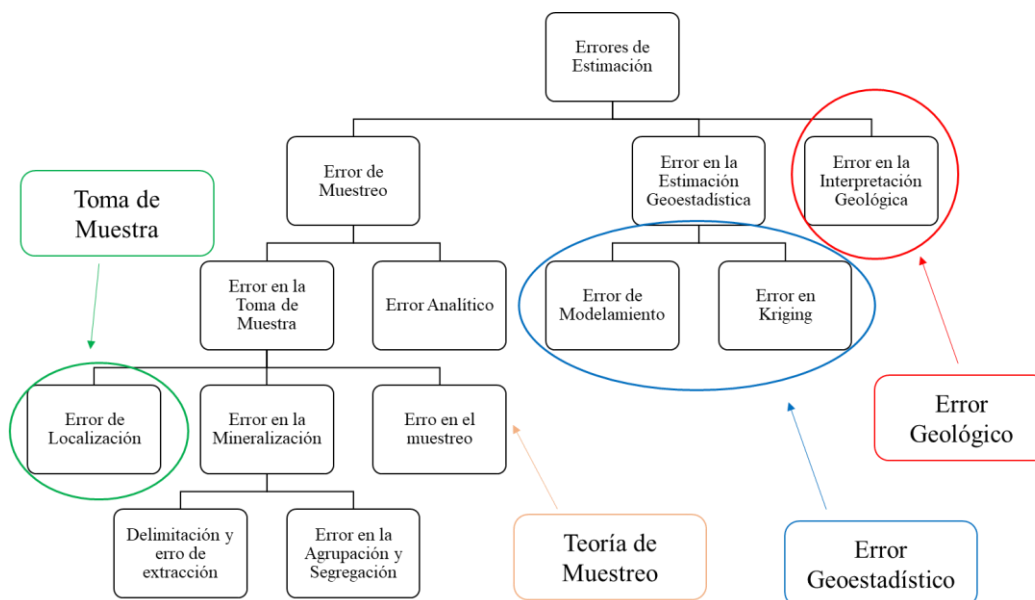 Errores de
Estimación
Error de
Muestreo
Error en la
Estimación
Geoestadística
Error en la
Interpretación
Geológica
Toma de
Muestra
Error en la
Toma de
Muestra
Error Analítico
Error de
Modelamiento
Error en
Kriging
Error de
Localización
Error en la
Mineralización
Erro en el
muestreo
Error
Geológico
Delimitación y
erro de
extracción
Error en la
Agrupación y
Segregación
Teoría de
Muestreo
Error
Geoestadístico